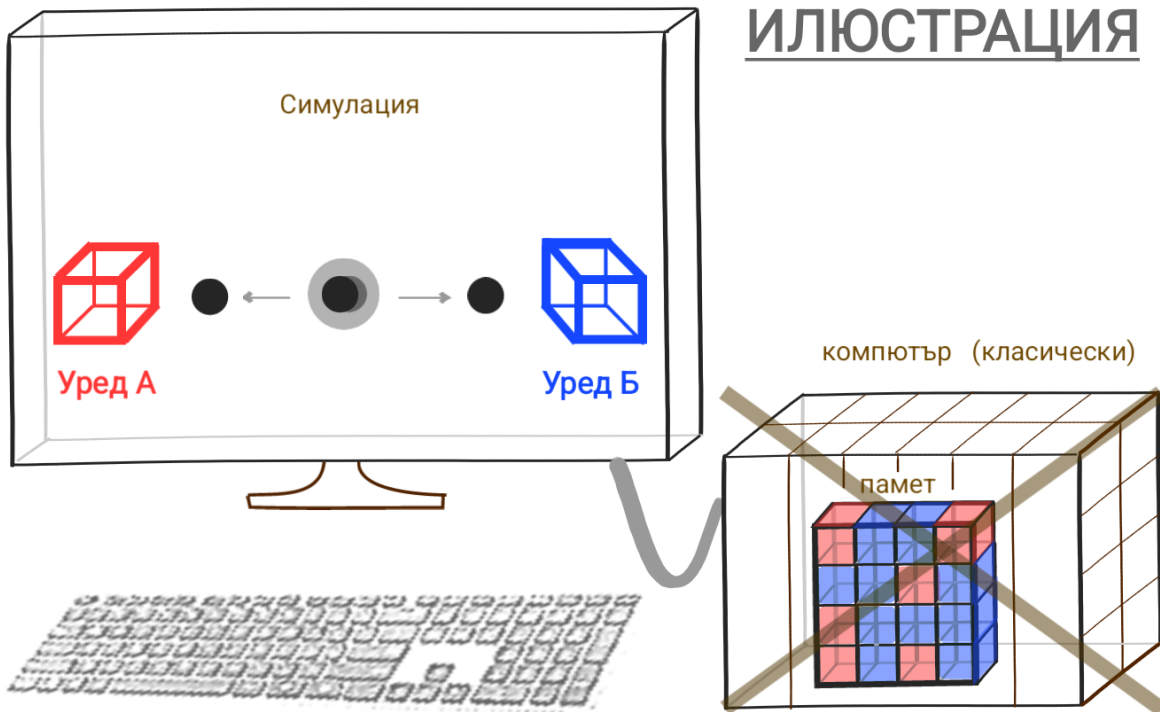 ИЛЮСТРАЦИЯ
Симулация
Уред А
Уред Б
компютър (класически)
памет